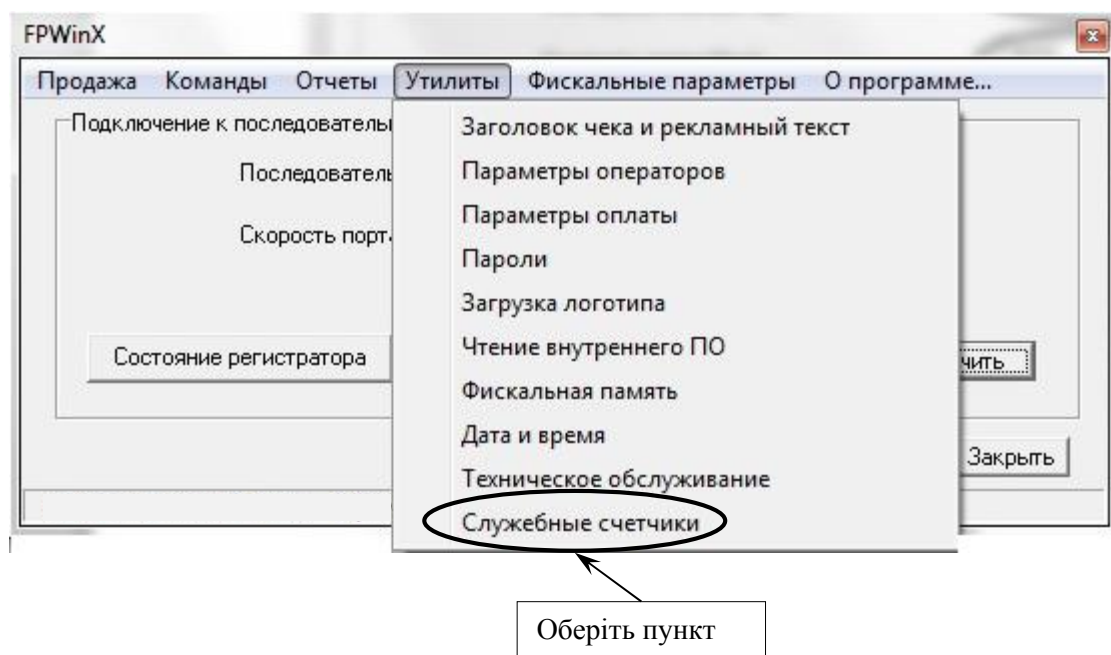 FPWinX
Продажа Команды Отчеты Утилиты Фискальные параметры О программе...
Подключение к последователь
Заголовок чека и рекламный текст
Последователь
Параметры операторов
Параметры оплаты
Скорость порт
Пароли
Загрузка логотипа
Состояние регистратора
Чтение внутреннего ПО
чить
Фискальная память
Дата и время
Закрыть
Техническое обслуживание
Служебные счетчики
Оберіть пункт